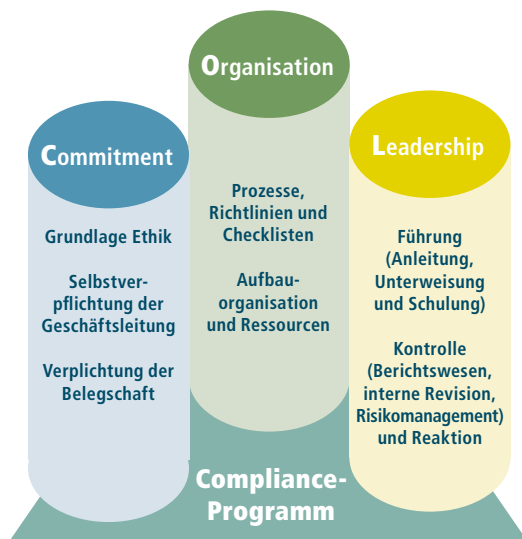 Commitment
Grundlage Ethik
Selbstver-
pflichtung der
Geschäftsleitung
Verplichtung der
Belegschaft
Organisation
Prozesse,
Richtlinien und
Checklisten
Aufbau-
organisation
und Ressourcen
Leadership
Führung
(Anleitung,
Unterweisung
und Schulung)
Kontrolle
(Berichtswesen,
interne Revision,
Risikomanagement)
und Reaktion
Compliance-
Programm